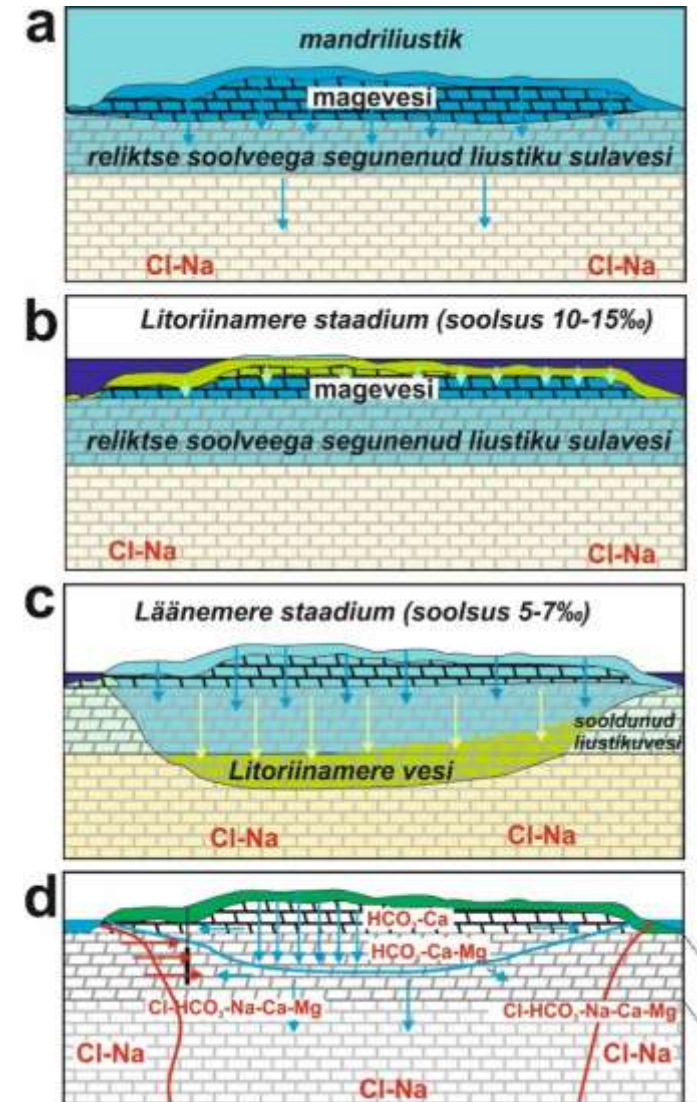 a
mandriliustik
magevesi
reliktse soolveega segunenud liustiku sulavesi
Cl-Na Cl-Na
b
Litoriinamere staadium (soolsus 10-15‰)
magevesi
reliktse soolveega segunenud liustiku sulavesi
Cl-Na Cl-Na
c
Läänemere staadium (soolsus 5-7‰)
sooldunud
liustikuvesi
Litoriinamere vesi
Cl-Na Cl-Na
d
HCO₃-Ca
HCO₃-Ca-Mg
Cl-HCO₃-Na-Ca-Mg Cl-HCO₃-Na-Ca-Mg
Cl-Na Cl-Na
Cl-Na